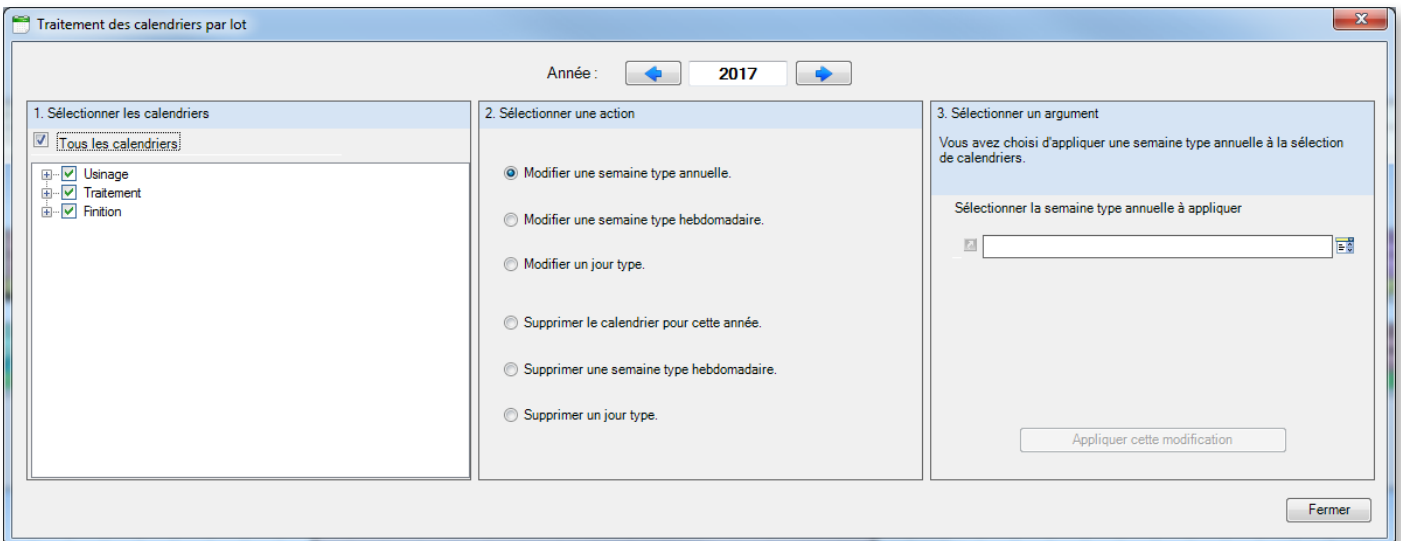 Traitement des calendriers par lot
Année :
2017
1. Sélectionner les calendriers
Tous les calendriers
Usinage
Traitement
Finition
2. Sélectionner une action
Modifier une semaine type annuelle.
Modifier une semaine type hebdomadaire.
Modifier un jour type.
Supprimer le calendrier pour cette année.
Supprimer une semaine type hebdomadaire.
Supprimer un jour type.
3. Sélectionner un argument
Vous avez choisi d'appliquer une semaine type annuelle à la sélection
de calendriers.
Sélectionner la semaine type annuelle à appliquer
Appliquer cette modification
Fermer